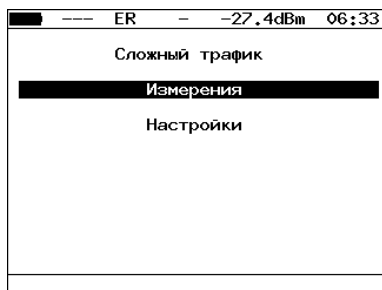 --- ER - -27.4dBm 06:33
Сложный трафик
Измерения
Настройки